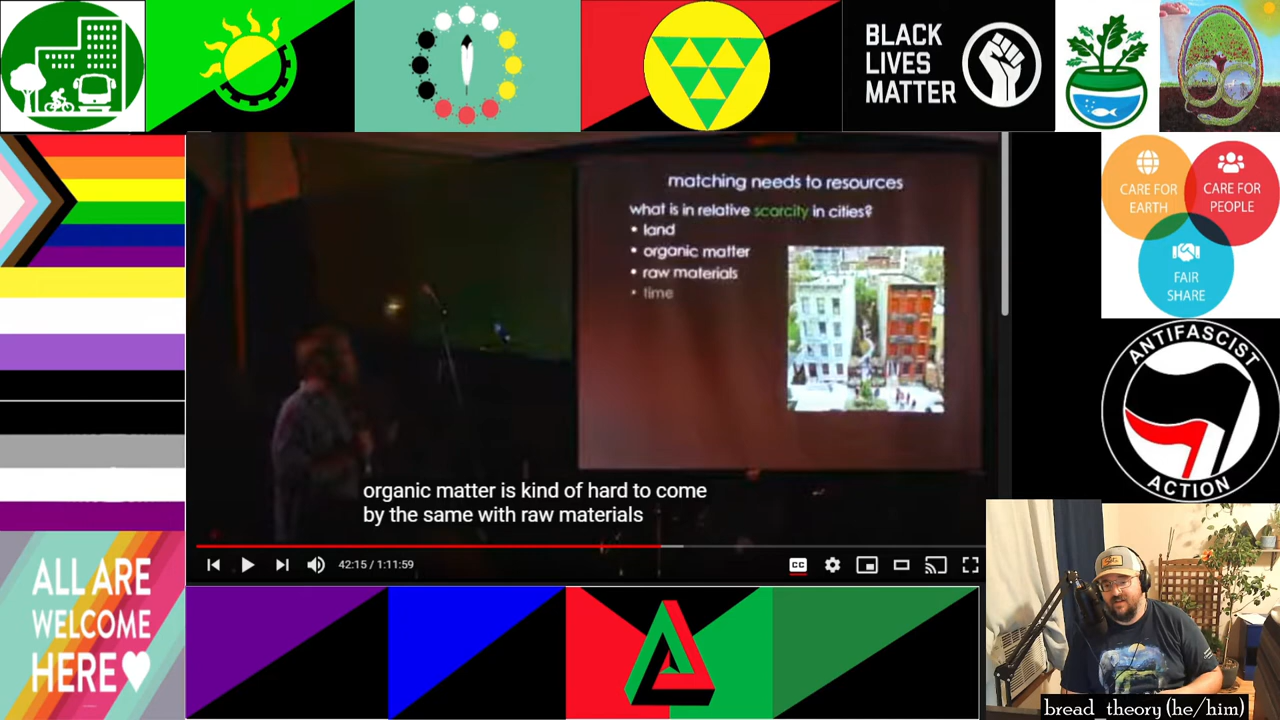 BLACK
LIVES
MATTER
matching needs to resources
what is in relative scarcity in cities?
• land
• organic matter
• raw materials
• time
CARE FOR
EARTH
CARE FOR
PEOPLE
FAIR
SHARE
ANTIFASCIST
ACTION
organic matter is kind of hard to come
by the same with raw materials
42:15 / 1:11:59
CC
ALL ARE
WELCOME
HERE
bread_theory (he/him)